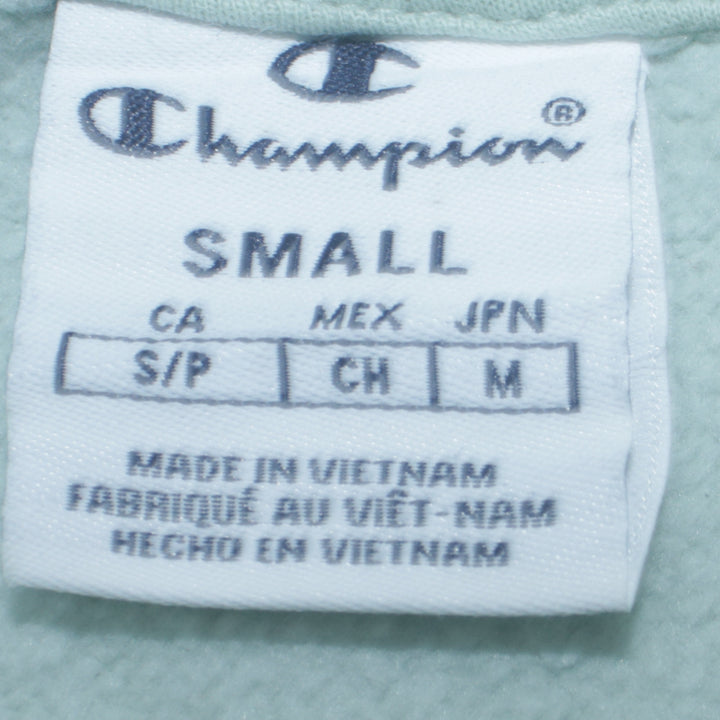 Champion®
SMALL
CA MEX JPN
S/P CH M
MADE IN VIETNAM
FABRIQUÉ AU VIÊT-NAM
HECHO EN VIETNAM